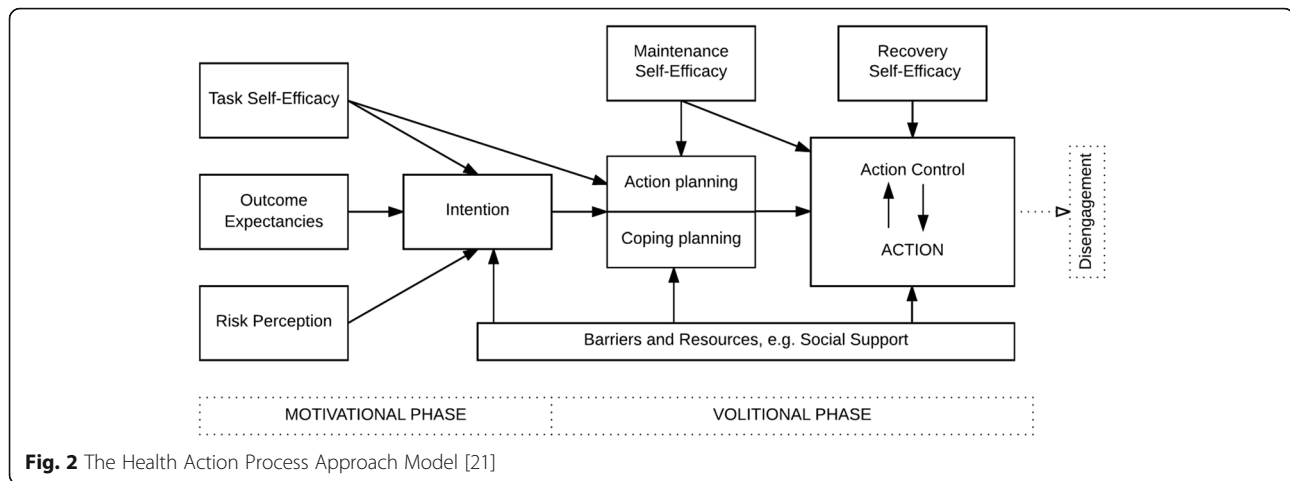 Task Self-Efficacy
Outcome
Expectancies
Risk Perception
Intention
Maintenance
Self-Efficacy
Recovery
Self-Efficacy
Action planning
Coping planning
Action Control
ACTION
Disengagement
Barriers and Resources, e.g. Social Support
MOTIVATIONAL PHASE
VOLITIONAL PHASE
Fig. 2 The Health Action Process Approach Model [21]